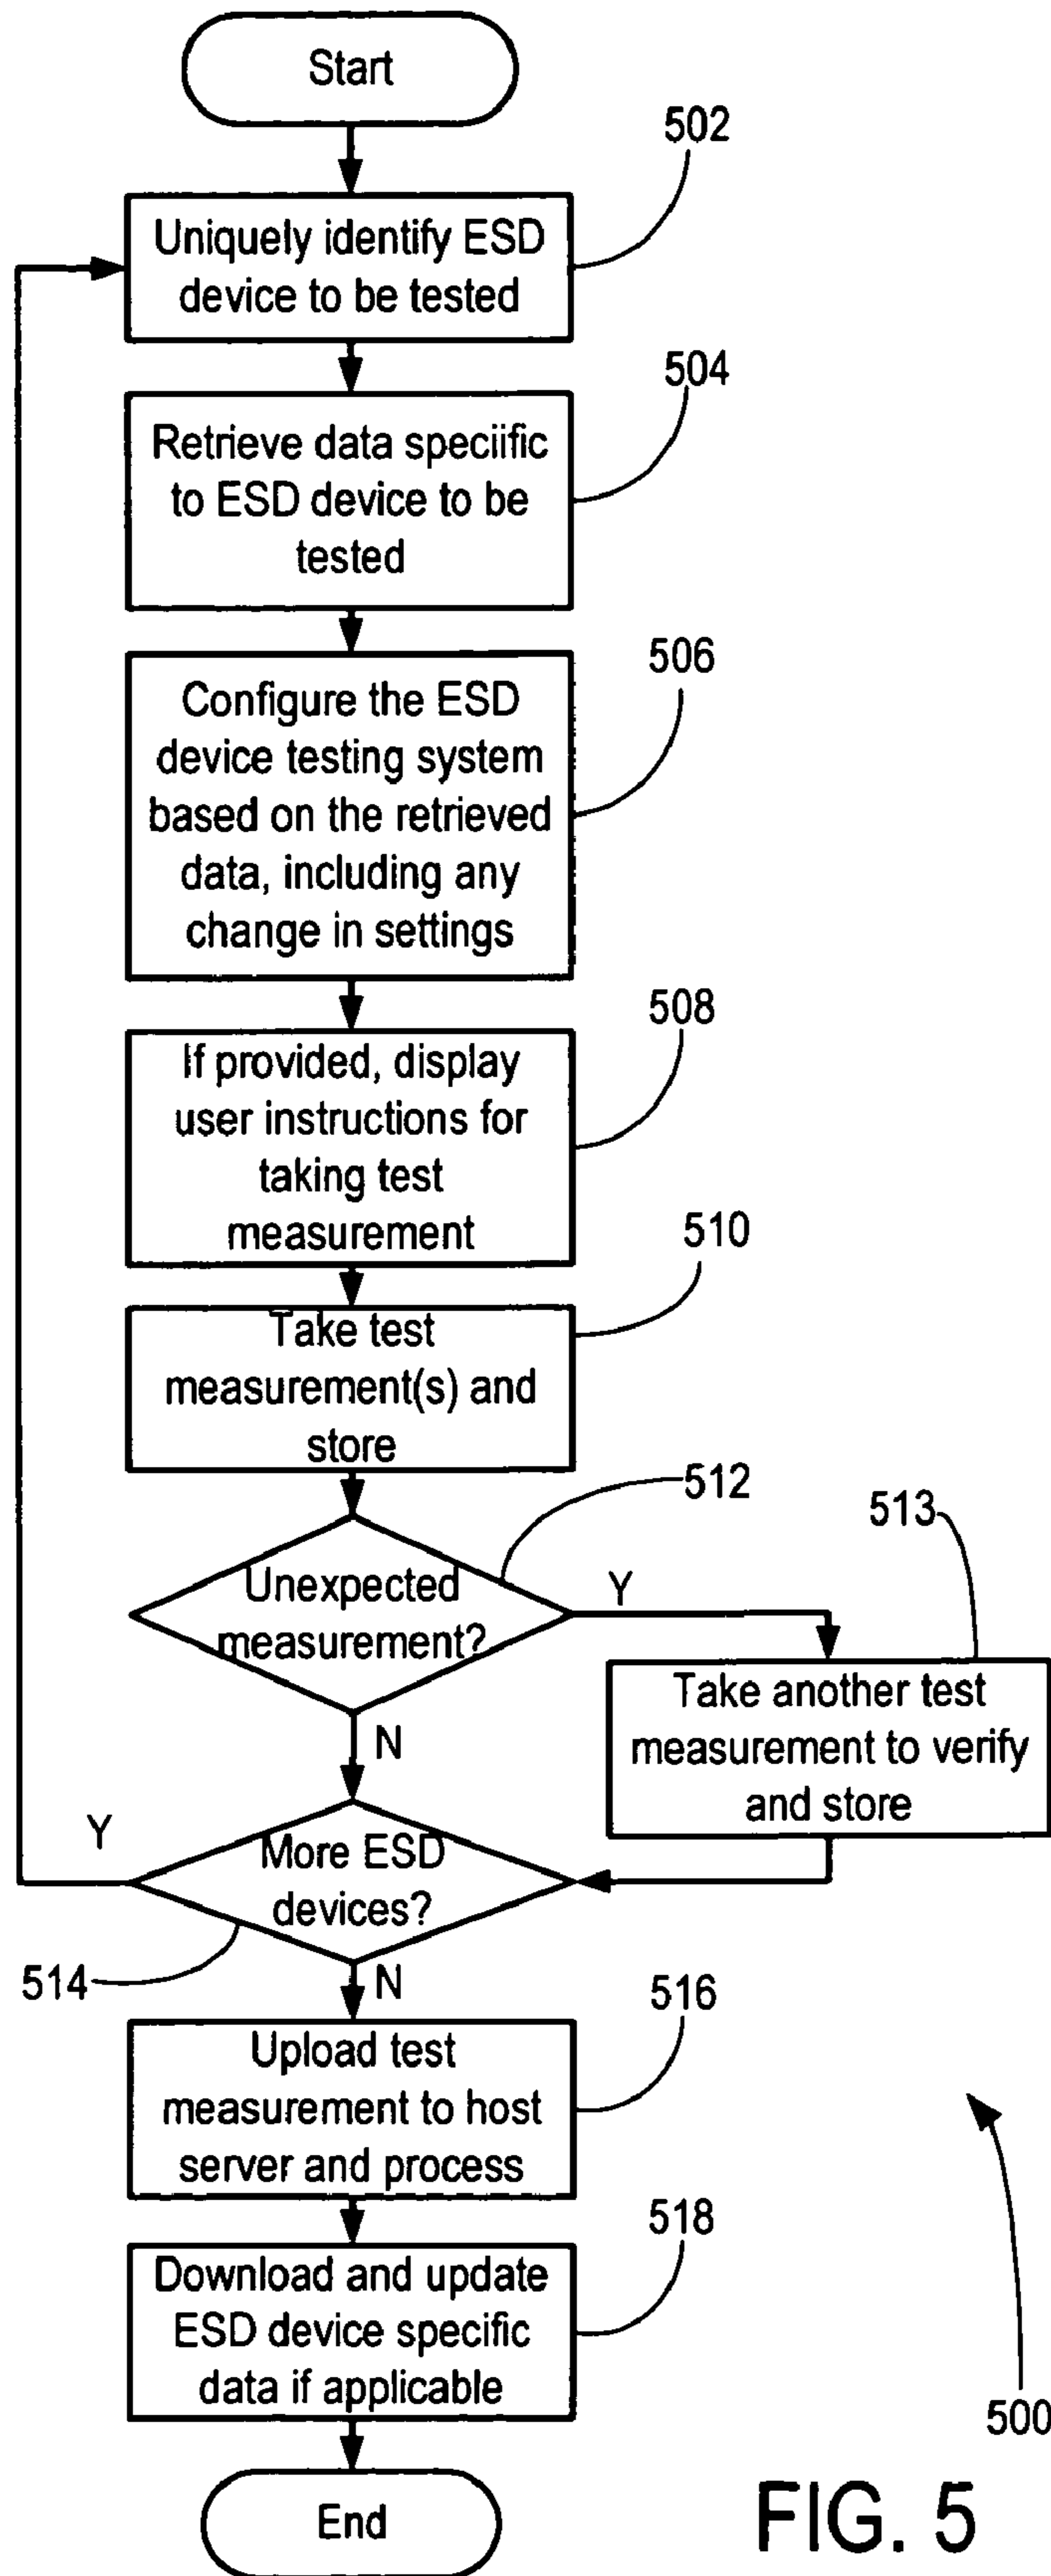 Start
502
Uniquely identify ESD
device to be tested
504
Retrieve data speciific
to ESD device to be
tested
506
Configure the ESD
device testing system
based on the retrieved
data, including any
change in settings
508
If provided, display
user instructions for
taking test
measurement
510
Take test
measurement(s) and
store
512
513
Unexpected
measurement?
Y
Take another test
measurement to verify
and store
N
Y
More ESD
devices?
514
N
516
Upload test
measurement to host
server and process
518
Download and update
ESD device specific
data if applicable
500
End
FIG. 5